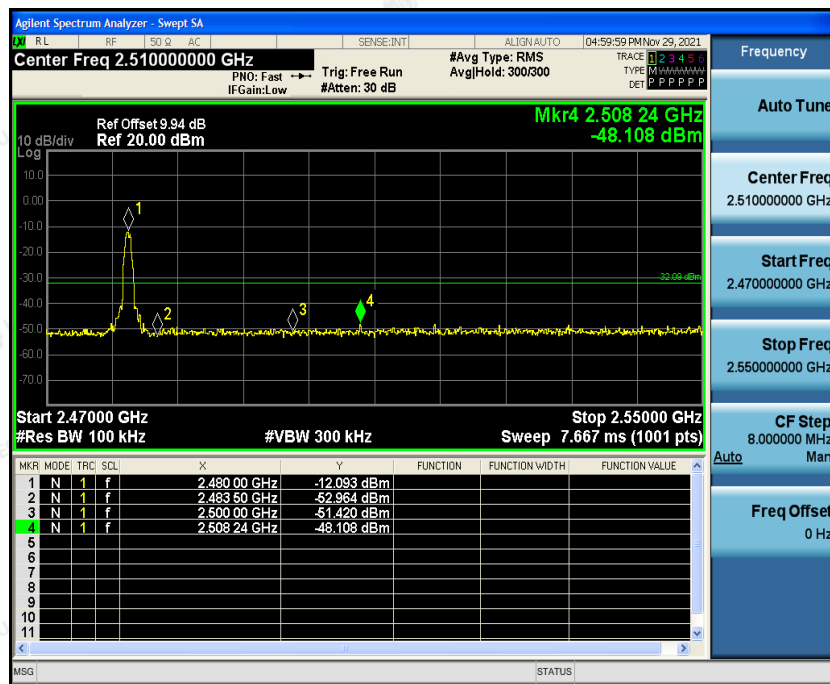 Agilent Spectrum Analyzer - Swept SA
LXI RL RF 50 Ω AC SENSE:INT ALIGN AUTO 04:59:59 PM Nov 29, 2021
Center Freq 2.510000000 GHz
PNO: Fast
IFGain:Low
Trig: Free Run
#Atten: 30 dB
#Avg Type: RMS
Avg|Hold: 300/300
TRACE 1 2 3 4 5 6
TYPE M
DET P P P P P P
Mkr4 2.508 24 GHz
-48.108 dBm
Ref Offset 9.94 dB
10 dB/div Ref 20.00 dBm
Log
10.0
0.00
-10.0
-20.0
-30.0
-40.0
-50.0
-60.0
-70.0
1
2
3
4
-32.09 dBm
Start 2.47000 GHz Stop 2.55000 GHz
#Res BW 100 kHz #VBW 300 kHz Sweep 7.667 ms (1001 pts)
MKR MODE TRC SCL X Y FUNCTION FUNCTION WIDTH FUNCTION VALUE
1 N 1 f 2.480 00 GHz -12.093 dBm
2 N 1 f 2.483 50 GHz -52.964 dBm
3 N 1 f 2.500 00 GHz -51.420 dBm
4 N 1 f 2.508 24 GHz -48.108 dBm
5
6
7
8
9
10
11
MSG STATUS
Frequency
Auto Tune
Center Freq
2.510000000 GHz
Start Freq
2.470000000 GHz
Stop Freq
2.550000000 GHz
CF Step
8.000000 MHz
Auto Man
Freq Offset
0 Hz